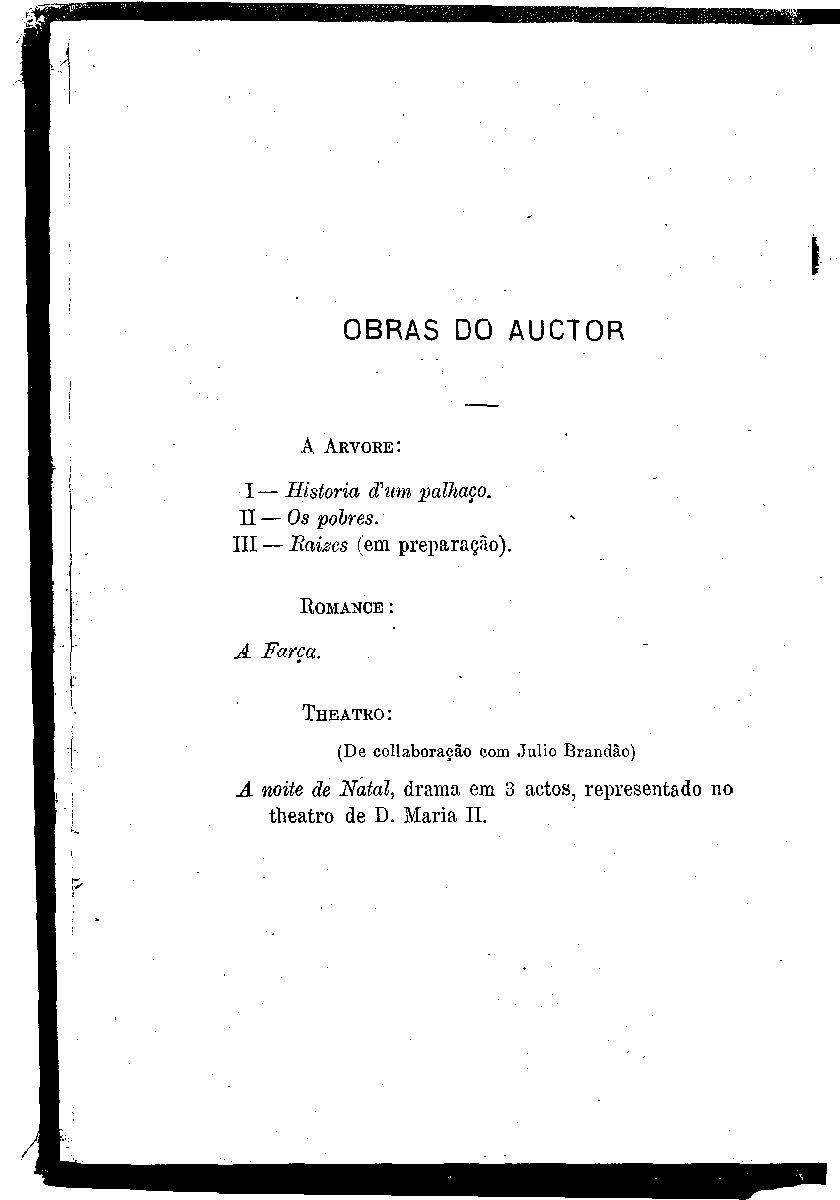 OBRAS DO AUCTOR
A ARVORE:
I — Historia d'um palhaço.
II — Os pobres.
III — Raizes (em preparação).
ROMANCE:
A Farça.
THEATRO:
(De collaboração com Julio Brandão)
A noite de Natal, drama em 3 actos, representado no
theatro de D. Maria II.